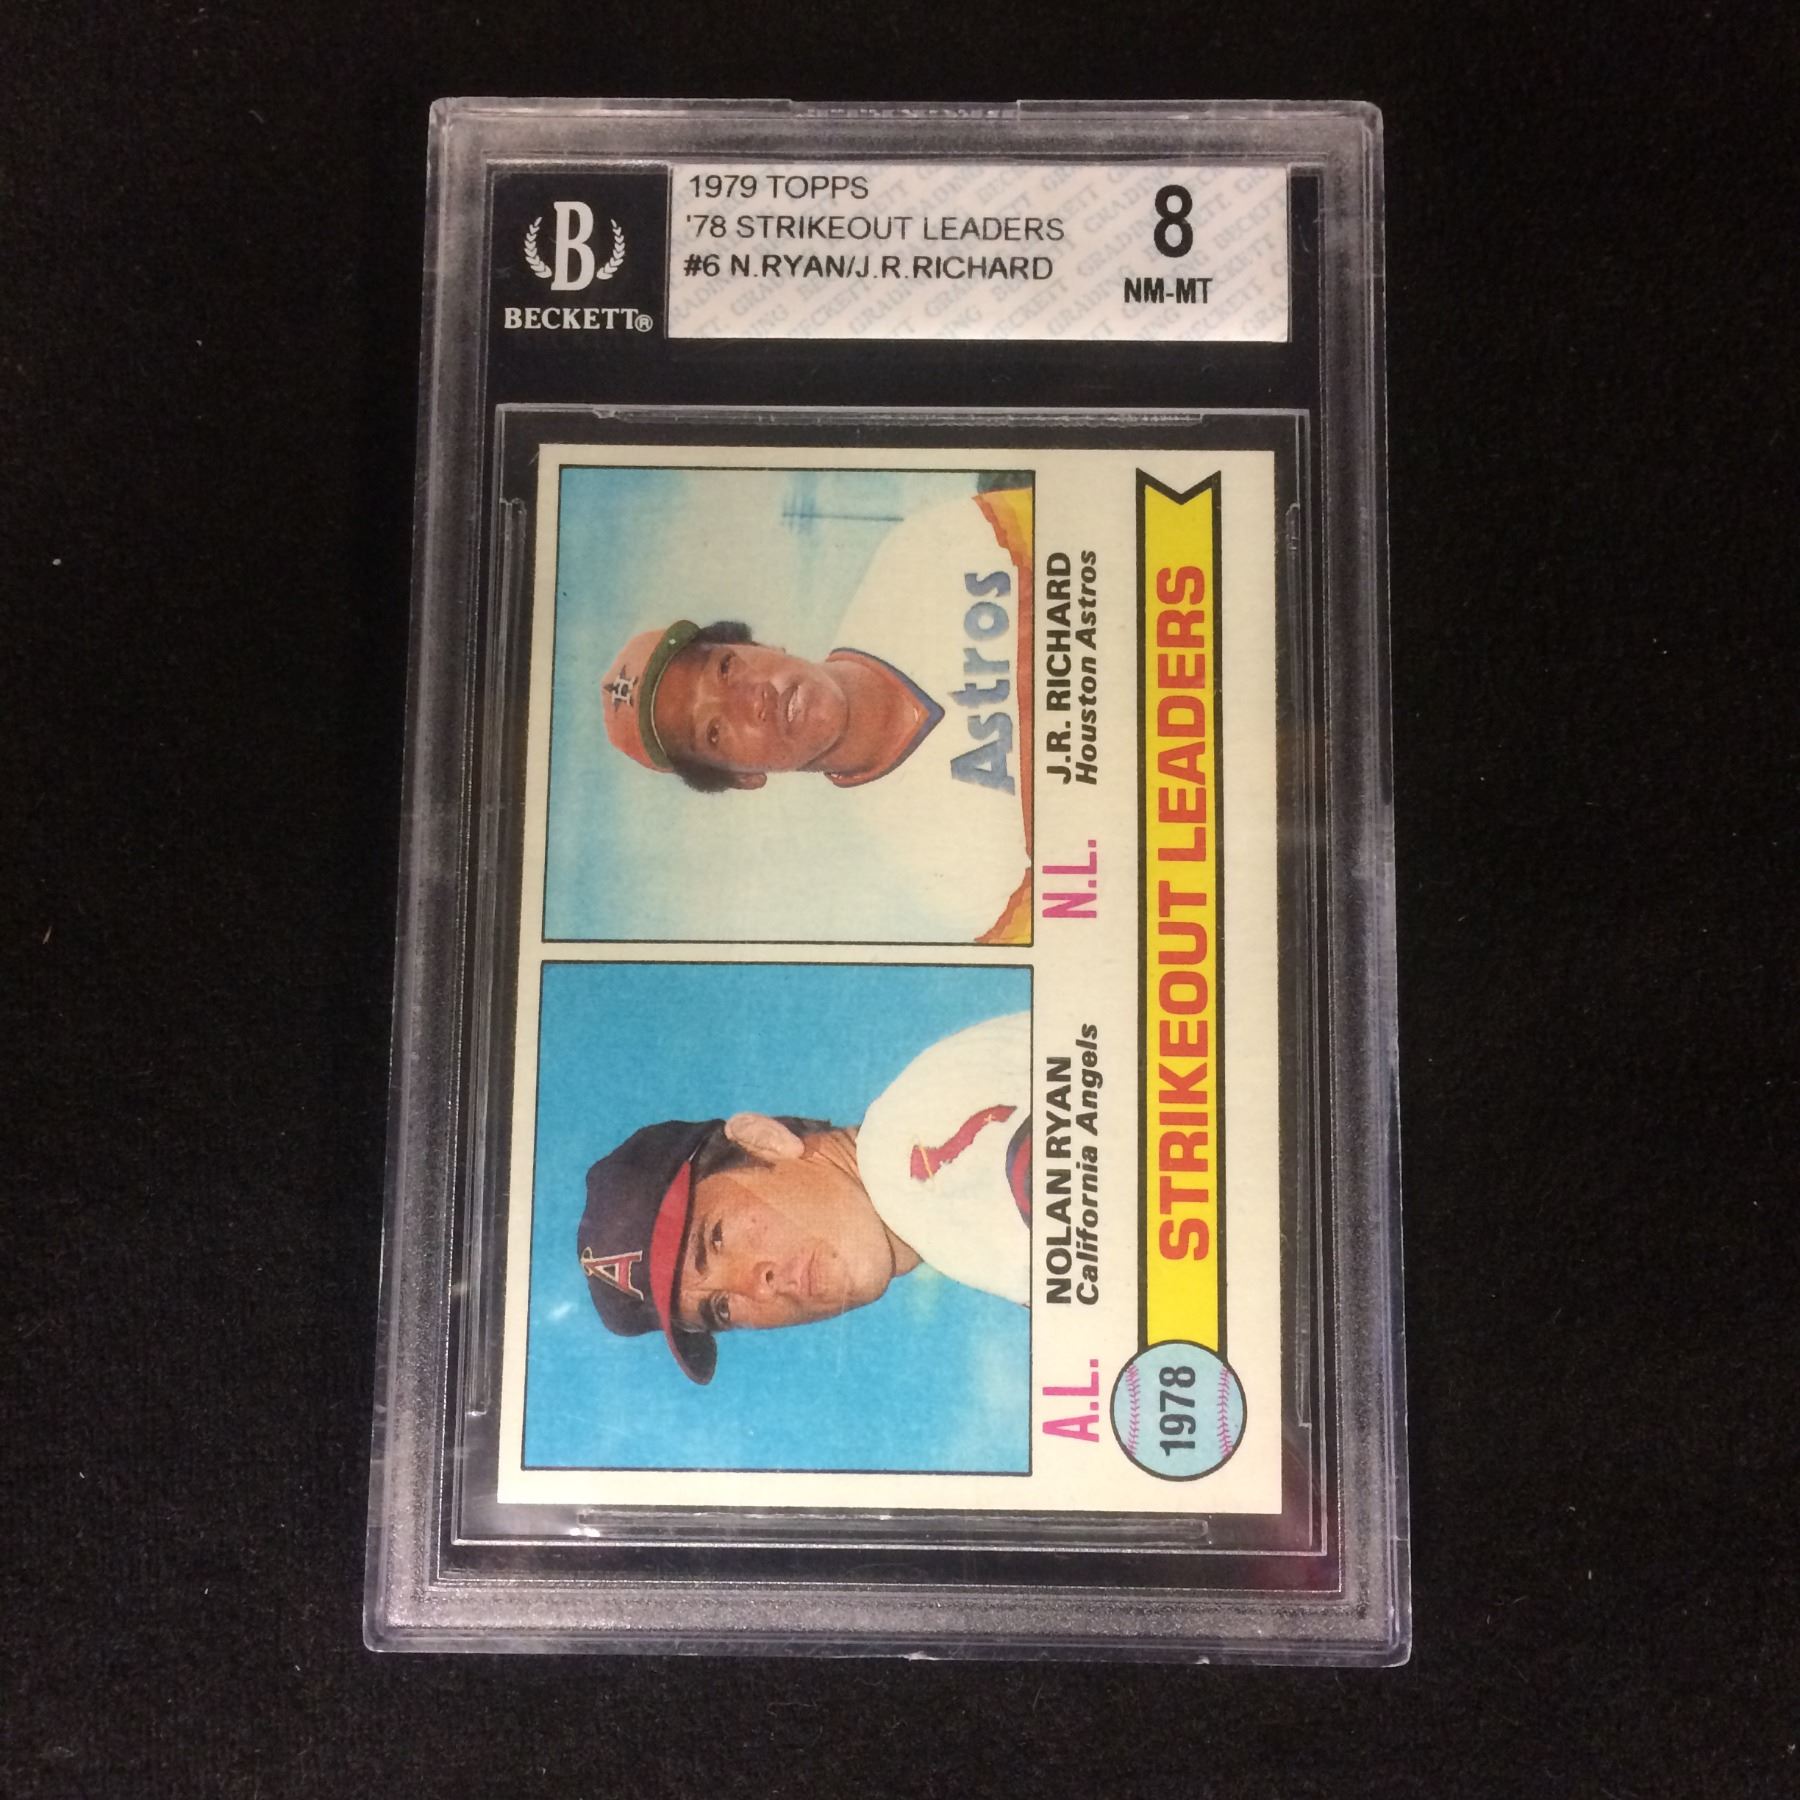 B
BECKETT®
1979 TOPPS
'78 STRIKEOUT LEADERS
#6 N.RYAN/J.R.RICHARD
8
NM-MT
A
H
Astros
A.L.
NOLAN RYAN
California Angels
N.L.
J.R. RICHARD
Houston Astros
1978
STRIKEOUT LEADERS